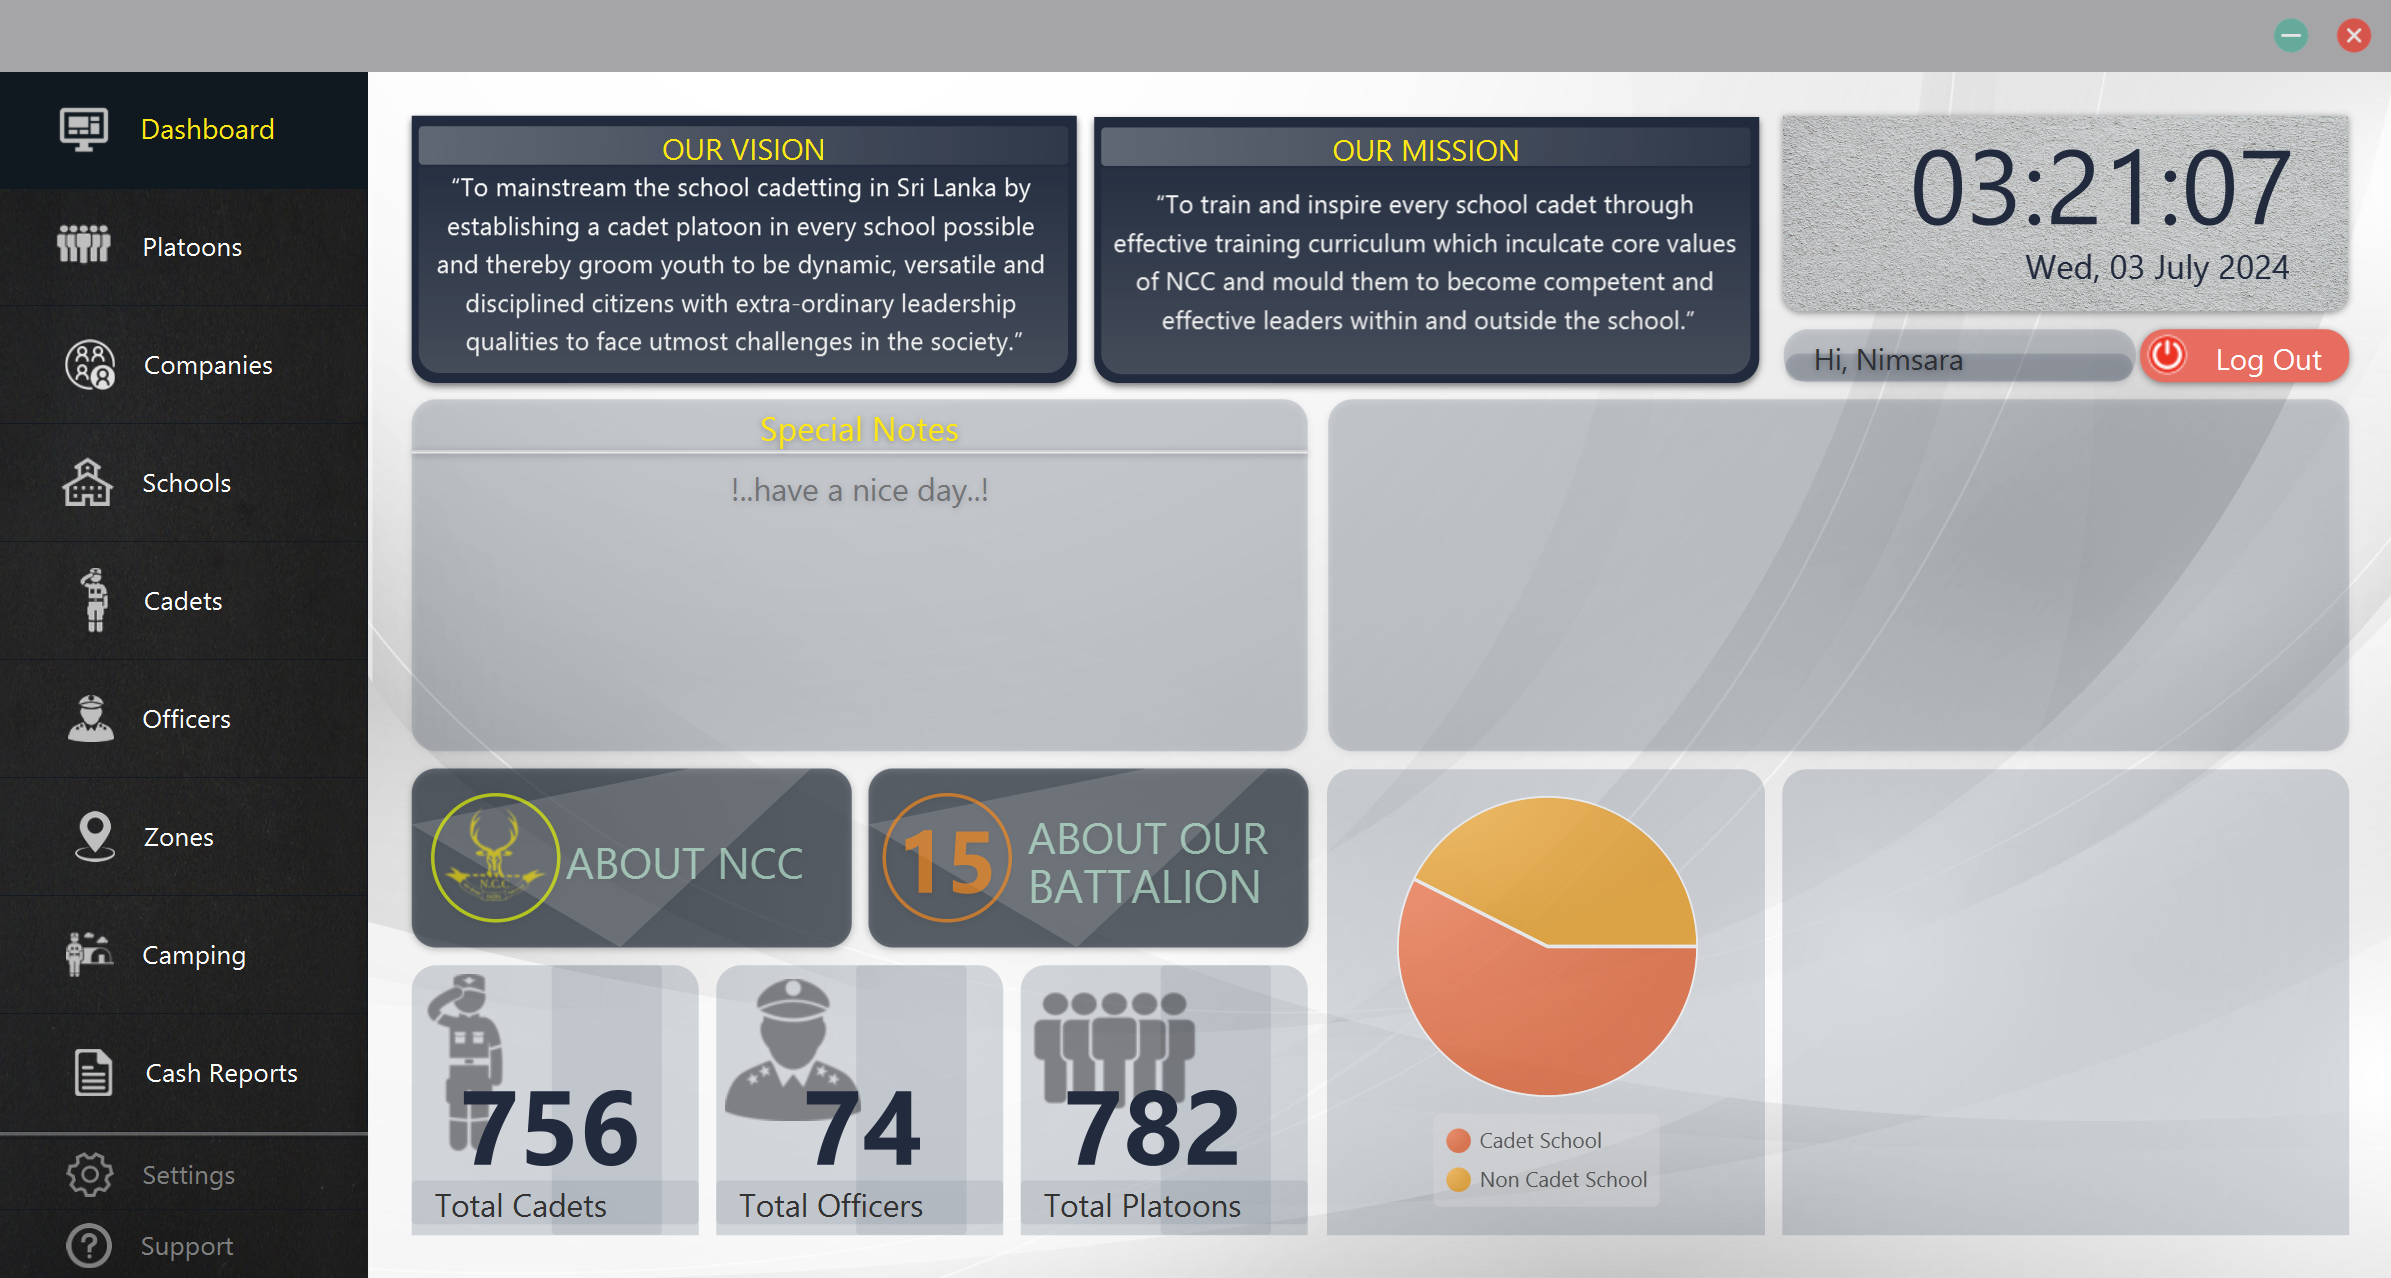 Dashboard
Platoons
Companies
Schools
Cadets
Officers
Zones
Camping
Cash Reports
Settings
Support
OUR VISION
“To mainstream the school cadetting in Sri Lanka by
establishing a cadet platoon in every school possible
and thereby groom youth to be dynamic, versatile and
disciplined citizens with extra-ordinary leadership
qualities to face utmost challenges in the society.”
OUR MISSION
“To train and inspire every school cadet through
effective training curriculum which inculcate core values
of NCC and mould them to become competent and
effective leaders within and outside the school.”
03:21:07
Wed, 03 July 2024
Hi, Nimsara
Log Out
Special Notes
!..have a nice day..!
N.C.C
ABOUT NCC
15
ABOUT OUR
BATTALION
756
Total Cadets
74
Total Officers
782
Total Platoons
Cadet School
Non Cadet School